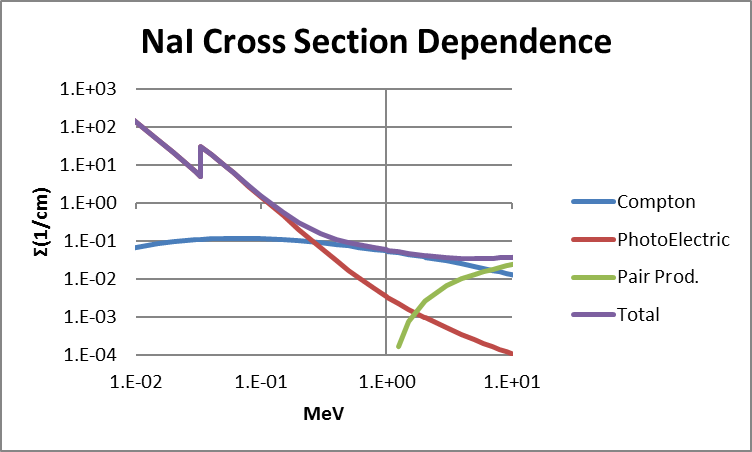 NaI Cross Section Dependence
1.E+03
1.E+02
1.E+01
1.E+00
1.E-01
1.E-02
1.E-03
1.E-04
Σ(1/cm)
1.E-02 1.E-01 1.E+00 1.E+01
MeV
Compton
PhotoElectric
Pair Prod.
Total